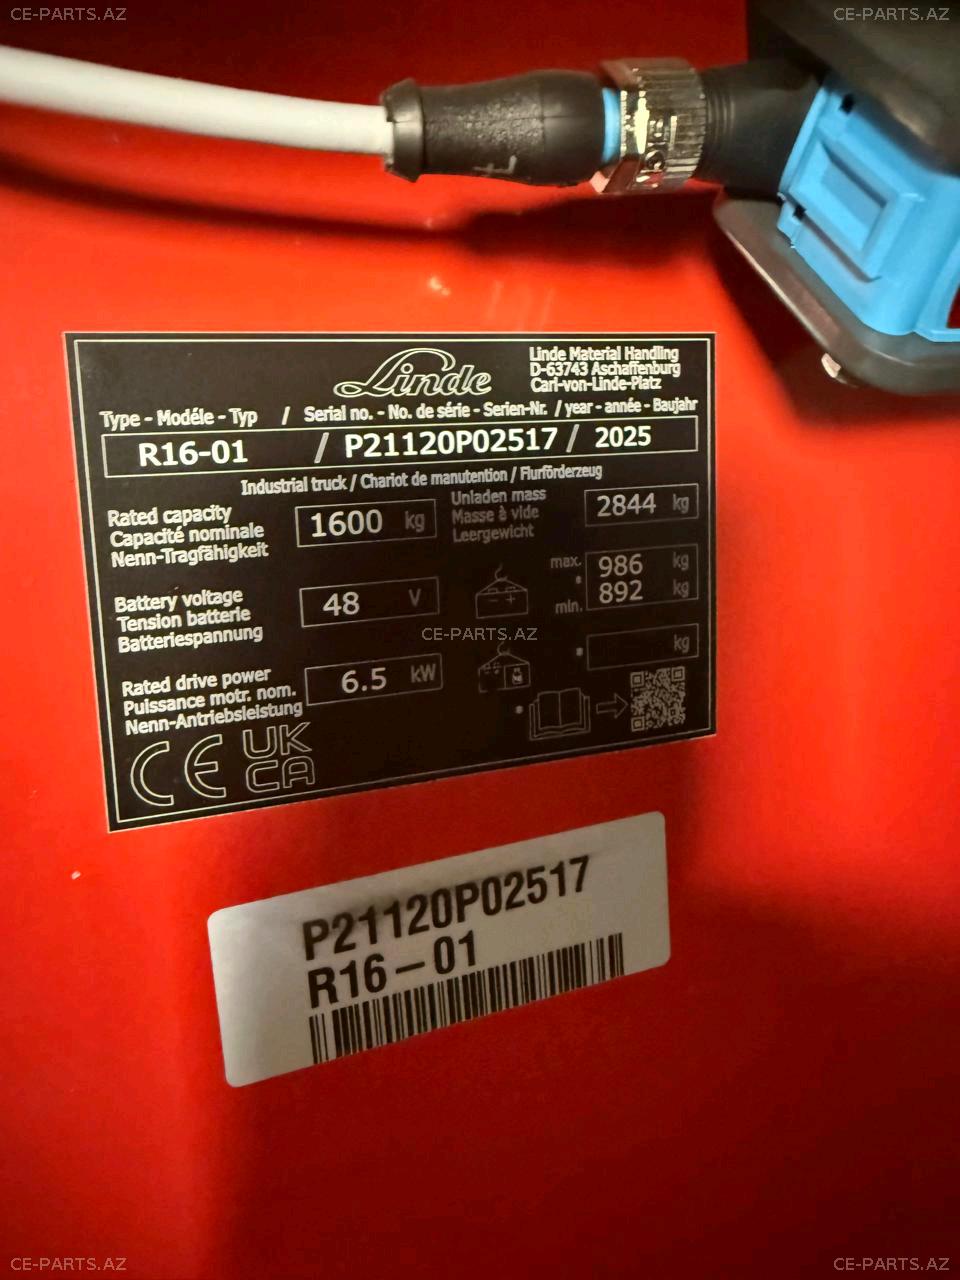 CE-PARTS.AZ CE-PARTS.AZ
Linde
Linde Material Handling
D-63743 Aschaffenburg
Carl-von-Linde-Platz
Type - Modéle - Typ / Serial no. - No. de série - Serien-Nr. / year - année - Baujahr
R16-01 / P21120P02517 / 2025
Industrial truck / Chariot de manutention / Flurförderzeug
Rated capacity
Capacité nominale
Nenn-Tragfähigkeit
1600 kg
Unladen mass
Masse à vide
Leergewicht
2844 kg
Battery voltage
Tension batterie
Batteriespannung
48 V
max. 986 kg
min. 892 kg
CE-PARTS.AZ
Rated drive power
Puissance motr. nom.
Nenn-Antriebsleistung
6.5 kW
kg
CE UK
CA
P21120P02517
R16-01
CE-PARTS.AZ CE-PARTS.AZ